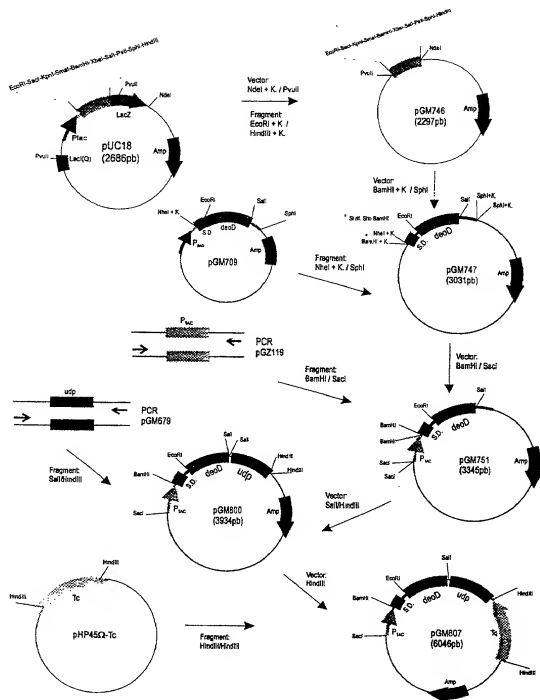 EcoRI-SacI-KpnI-SmaI-BamHI-XbaI-SalI-PstI-SphI-HindIII
PvuII
NdeI
LacZ
Plac
pUC18
(2686pb)
Amp
PvuII
LacI(Q)
Vector:
NdeI + K. / PvuII
Fragment:
EcoRI + K /
HindIII + K.
EcoRI-SacI-KpnI-SmaI-BamHI-XbaI-SalI-PstI-SphI-HindIII
NdeI
PvuII
pGM746
(2297pb)
Amp
Vector:
BamHI + K / SphI
EcoRI
SalI
NheI + K.
S.D
deoD
SphI
PTAC
Amp
pGM709
Fragment:
NheI + K. / SphI
SphI+K.
SalI
SphI+K.
EcoRI
NheI + K.
BamHI + K.
S.D.
deoD
pGM747
(3031pb)
Amp
PTAC
PCR
pGZ119
Fragment:
BamHI / SacI
Vector:
BamHI / SacI
udp
PCR
pGM679
Fragment:
SalI/HindIII
SalI
SalI
HindIII
HindIII
EcoRI
BamHI
S.D.
deoD
udp
PTAC
SacI
pGM800
(3934pb)
Amp
SalI
EcoRI
BamHI
BamHI
S.D.
deoD
PTAC
SacI
SacI
pGM751
(3345pb)
Amp
Vector:
SalI/HindIII
Vector:
HindIII
HindIII
Tc
HindIII
pHP45Ω-Tc
Fragment:
HindIII/HindIII
SalI
EcoRI
HindIII
BamHI
S.D.
deoD
udp
PTAC
SacI
pGM807
(6046pb)
Tc
HindIII
Amp